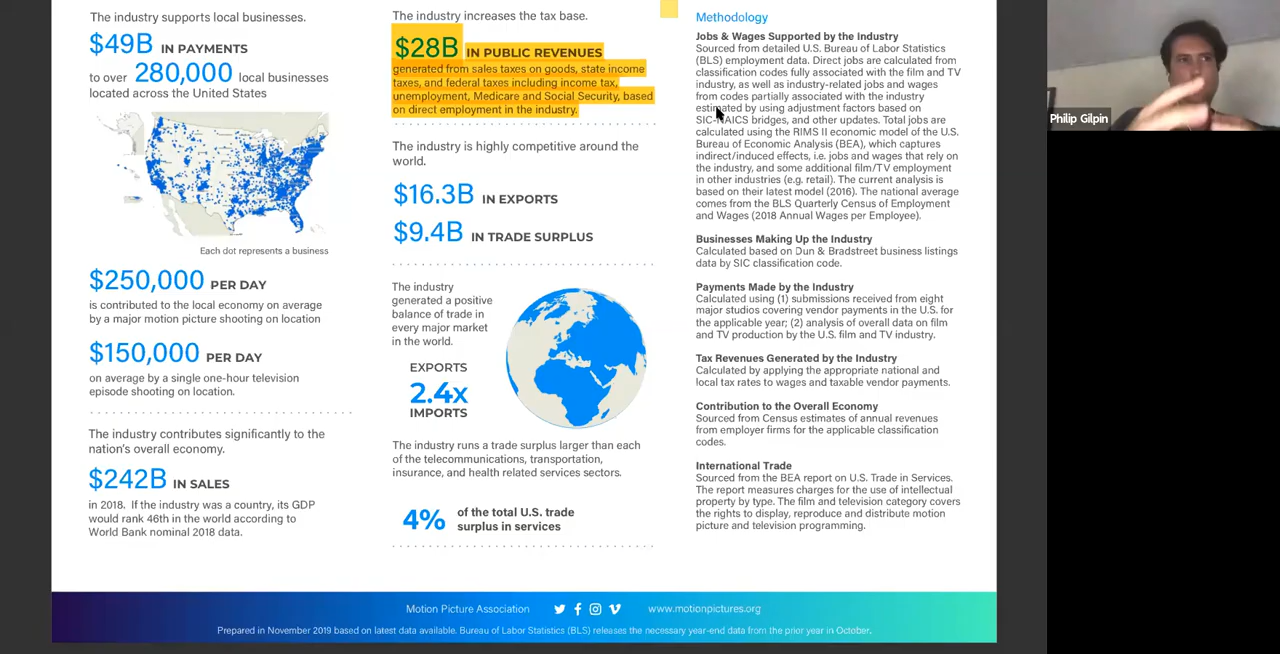 The industry supports local businesses.
$49B IN PAYMENTS
to over 280,000 local businesses
located across the United States
Each dot represents a business
$250,000 PER DAY
is contributed to the local economy on average
by a major motion picture shooting on location
$150,000 PER DAY
on average by a single one-hour television
episode shooting on location.
The industry contributes significantly to the
nation's overall economy.
$242B IN SALES
in 2018. If the industry was a country, its GDP
would rank 46th in the world according to
World Bank nominal 2018 data.
The industry increases the tax base.
$28B IN PUBLIC REVENUES
generated from sales taxes on goods, state income
taxes, and federal taxes including income tax,
unemployment, Medicare and Social Security, based
on direct employment in the industry.
The industry is highly competitive around the
world.
$16.3B IN EXPORTS
$9.4B IN TRADE SURPLUS
The industry
generated a positive
balance of trade in
every major market
in the world.
EXPORTS
2.4x
IMPORTS
The industry runs a trade surplus larger than each
of the telecommunications, transportation,
insurance, and health related services sectors.
4% of the total U.S. trade
surplus in services
Methodology
Jobs & Wages Supported by the Industry
Sourced from detailed U.S. Bureau of Labor Statistics
(BLS) employment data. Direct jobs are calculated from
classification codes fully associated with the film and TV
industry, as well as industry-related jobs and wages
from codes partially associated with the industry
estimated by using adjustment factors based on
SIC-NAICS bridges, and other updates. Total jobs are
calculated using the RIMS II economic model of the U.S.
Bureau of Economic Analysis (BEA), which captures
indirect/induced effects, i.e. jobs and wages that rely on
the industry, and some additional film/TV employment
in other industries (e.g. retail). The current analysis is
based on their latest model (2016). The national average
comes from the BLS Quarterly Census of Employment
and Wages (2018 Annual Wages per Employee).
Businesses Making Up the Industry
Calculated based on Dun & Bradstreet business listings
data by SIC classification code.
Payments Made by the Industry
Calculated using (1) submissions received from eight
major studios covering vendor payments in the U.S. for
the applicable year; (2) analysis of overall data on film
and TV production by the U.S. film and TV industry.
Tax Revenues Generated by the Industry
Calculated by applying the appropriate national and
local tax rates to wages and taxable vendor payments.
Contribution to the Overall Economy
Sourced from Census estimates of annual revenues
from employer firms for the applicable classification
codes.
International Trade
Sourced from the BEA report on U.S. Trade in Services.
The report measures charges for the use of intellectual
property by type. The film and television category covers
the rights to display, reproduce and distribute motion
picture and television programming.
Motion Picture Association www.motionpictures.org
Prepared in November 2019 based on latest data available. Bureau of Labor Statistics (BLS) releases the necessary year-end data from the prior year in October.
Philip Gilpin